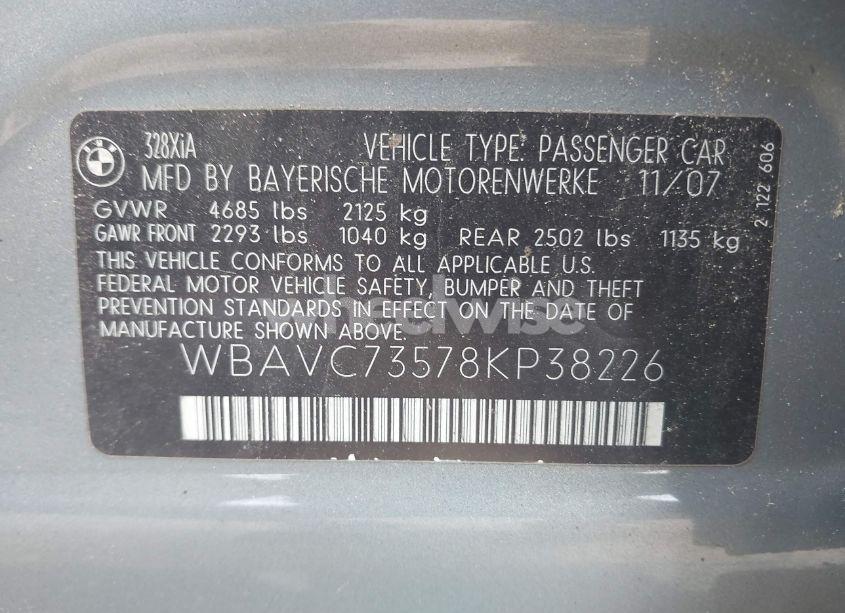 BMW
328XiA VEHICLE TYPE: PASSENGER CAR
MFD BY BAYERISCHE MOTORENWERKE 11/07
GVWR 4685 lbs 2125 kg
GAWR FRONT 2293 lbs 1040 kg REAR 2502 lbs 1135 kg
THIS VEHICLE CONFORMS TO ALL APPLICABLE U.S.
FEDERAL MOTOR VEHICLE SAFETY, BUMPER AND THEFT
PREVENTION STANDARDS IN EFFECT ON THE DATE OF
MANUFACTURE SHOWN ABOVE.
WBAVC73578KP38226
2 122 606